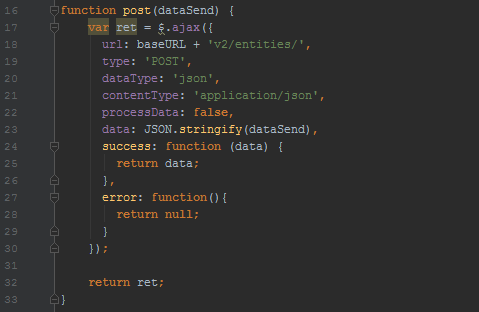 16 function post(dataSend) {
17     var ret = $.ajax({
18       url: baseURL + 'v2/entities/',
19       type: 'POST',
20       dataType: 'json',
21       contentType: 'application/json',
22       processData: false,
23       data: JSON.stringify(dataSend),
24       success: function (data) {
25         return data;
26       },
27       error: function(){
28         return null;
29       }
30     });
31
32     return ret;
33 }